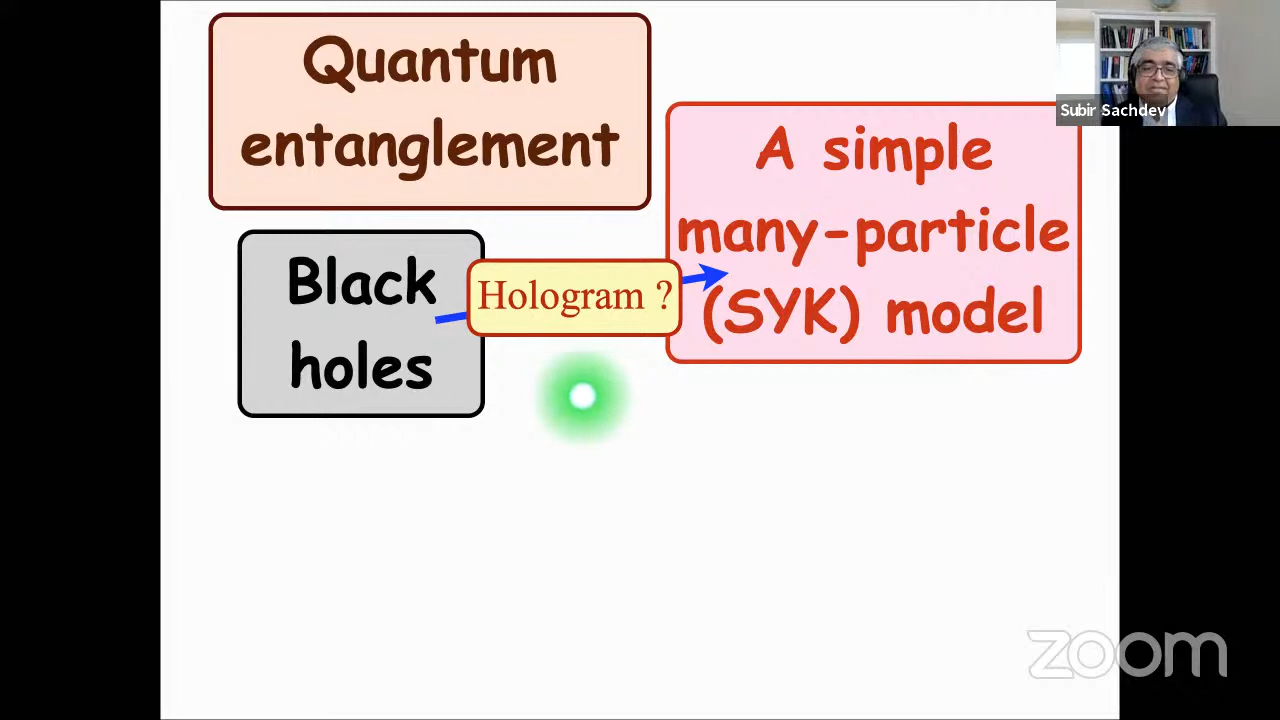 Quantum
entanglement
Subir Sachdev
A simple
many-particle
(SYK) model
Black
holes
Hologram ?
zoom